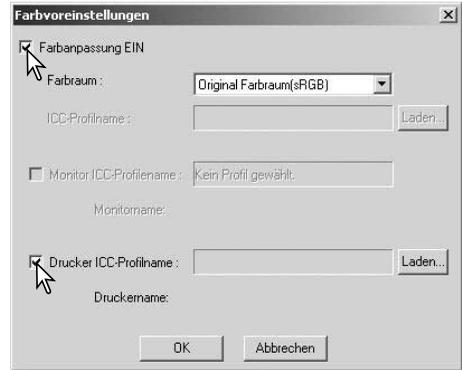 Farbvoreinstellungen
Farbanpassung EIN
Farbraum : Original Farbraum(sRGB)
ICC-Profilname : Laden...
Monitor ICC-Profilename : Kein Profil gewählt.
Monitorname:
Drucker ICC-Profilname : Laden...
Druckername:
OK Abbrechen